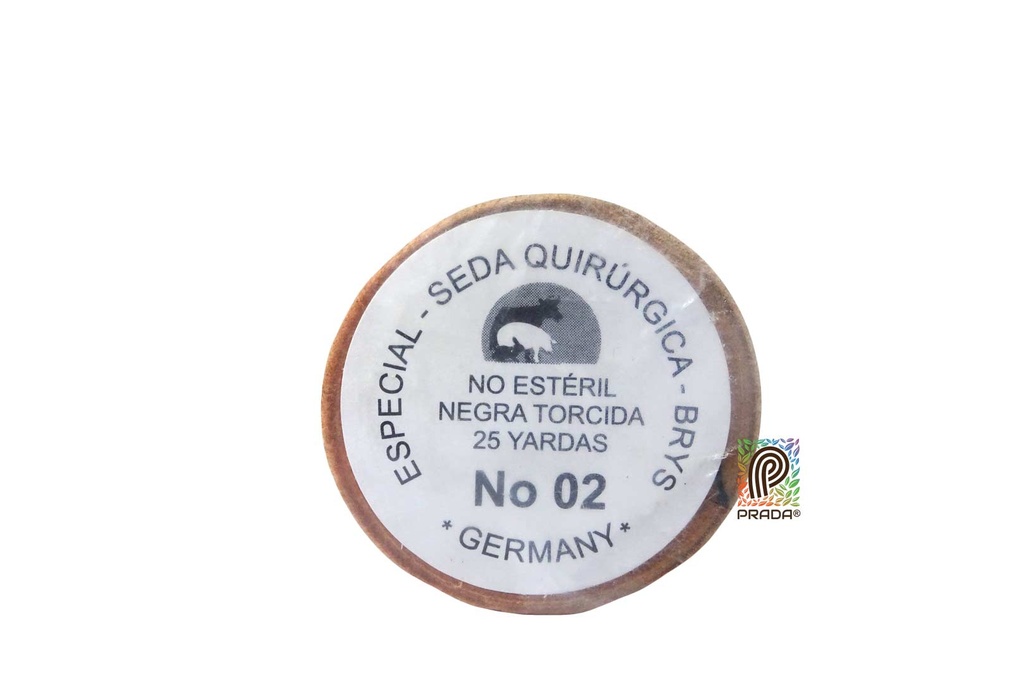 ESPECIAL - SEDA QUIRÚRGICA - BRYS
NO ESTÉRIL
NEGRA TORCIDA
25 YARDAS
No 02
* GERMANY *
PRADA®